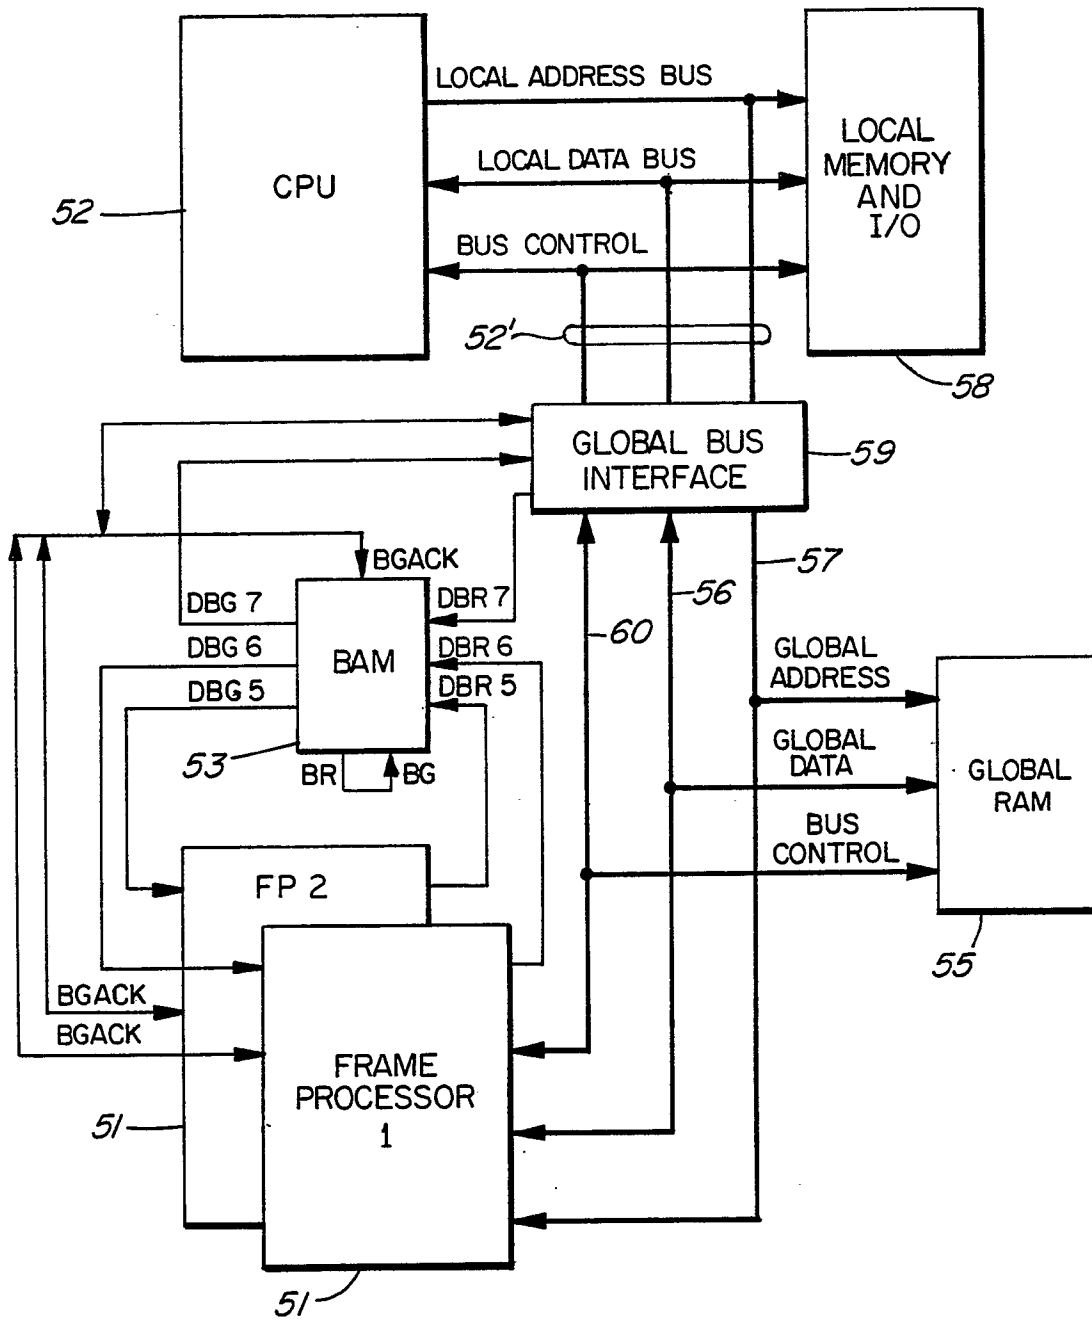 LOCAL ADDRESS BUS
LOCAL DATA BUS
BUS CONTROL
CPU
52
LOCAL
MEMORY
AND
I/O
58
52'
GLOBAL BUS
INTERFACE
59
BGACK
DBG 7
DBG 6
DBG 5
BAM
DBR 7
DBR 6
DBR 5
53
BR
BG
60
56
57
GLOBAL
ADDRESS
GLOBAL
DATA
BUS
CONTROL
GLOBAL
RAM
55
FP 2
BGACK
BGACK
FRAME
PROCESSOR
1
51
51